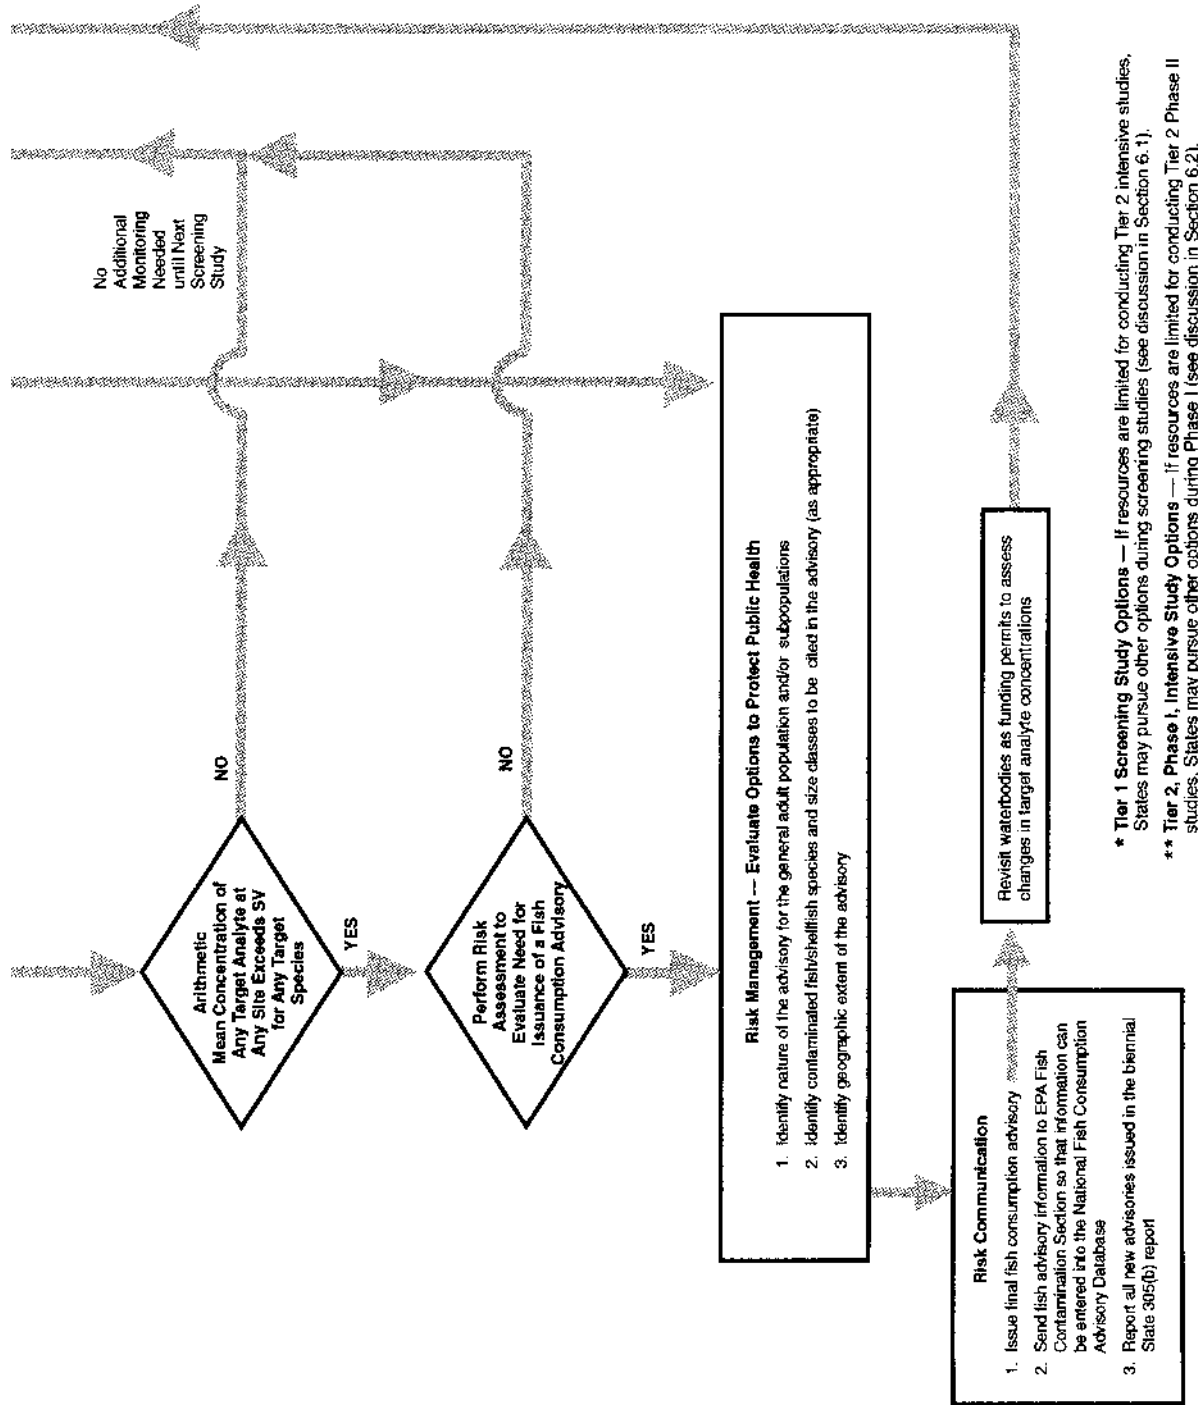 No
Additional
Monitoring
Needed
until Next
Screening
Study
Arithmetic
Mean Concentration of
Any Target Analyte at
Any Site Exceeds SV
for Any Target
Species
NO
YES
Perform Risk
Assessment to
Evaluate Need for
Issuance of a Fish
Consumption Advisory
NO
YES
Risk Management — Evaluate Options to Protect Public Health
1. Identify nature of the advisory for the general adult population and/or subpopulations
2. Identify contaminated fish/shellfish species and size classes to be cited in the advisory (as appropriate)
3. Identify geographic extent of the advisory
Risk Communication
1. Issue final fish consumption advisory
2. Send fish advisory information to EPA Fish
Contamination Section so that information can
be entered into the National Fish Consumption
Advisory Database
3. Report all new advisories issued in the biennial
State 305(b) report
Revisit waterbodies as funding permits to assess
changes in target analyte concentrations
* Tier 1 Screening Study Options — If resources are limited for conducting Tier 2 intensive studies,
States may pursue other options during screening studies (see discussion in Section 6.1).
** Tier 2, Phase I, Intensive Study Options — If resources are limited for conducting Tier 2 Phase II
studies, States may pursue other options during Phase I (see discussion in Section 6.2).